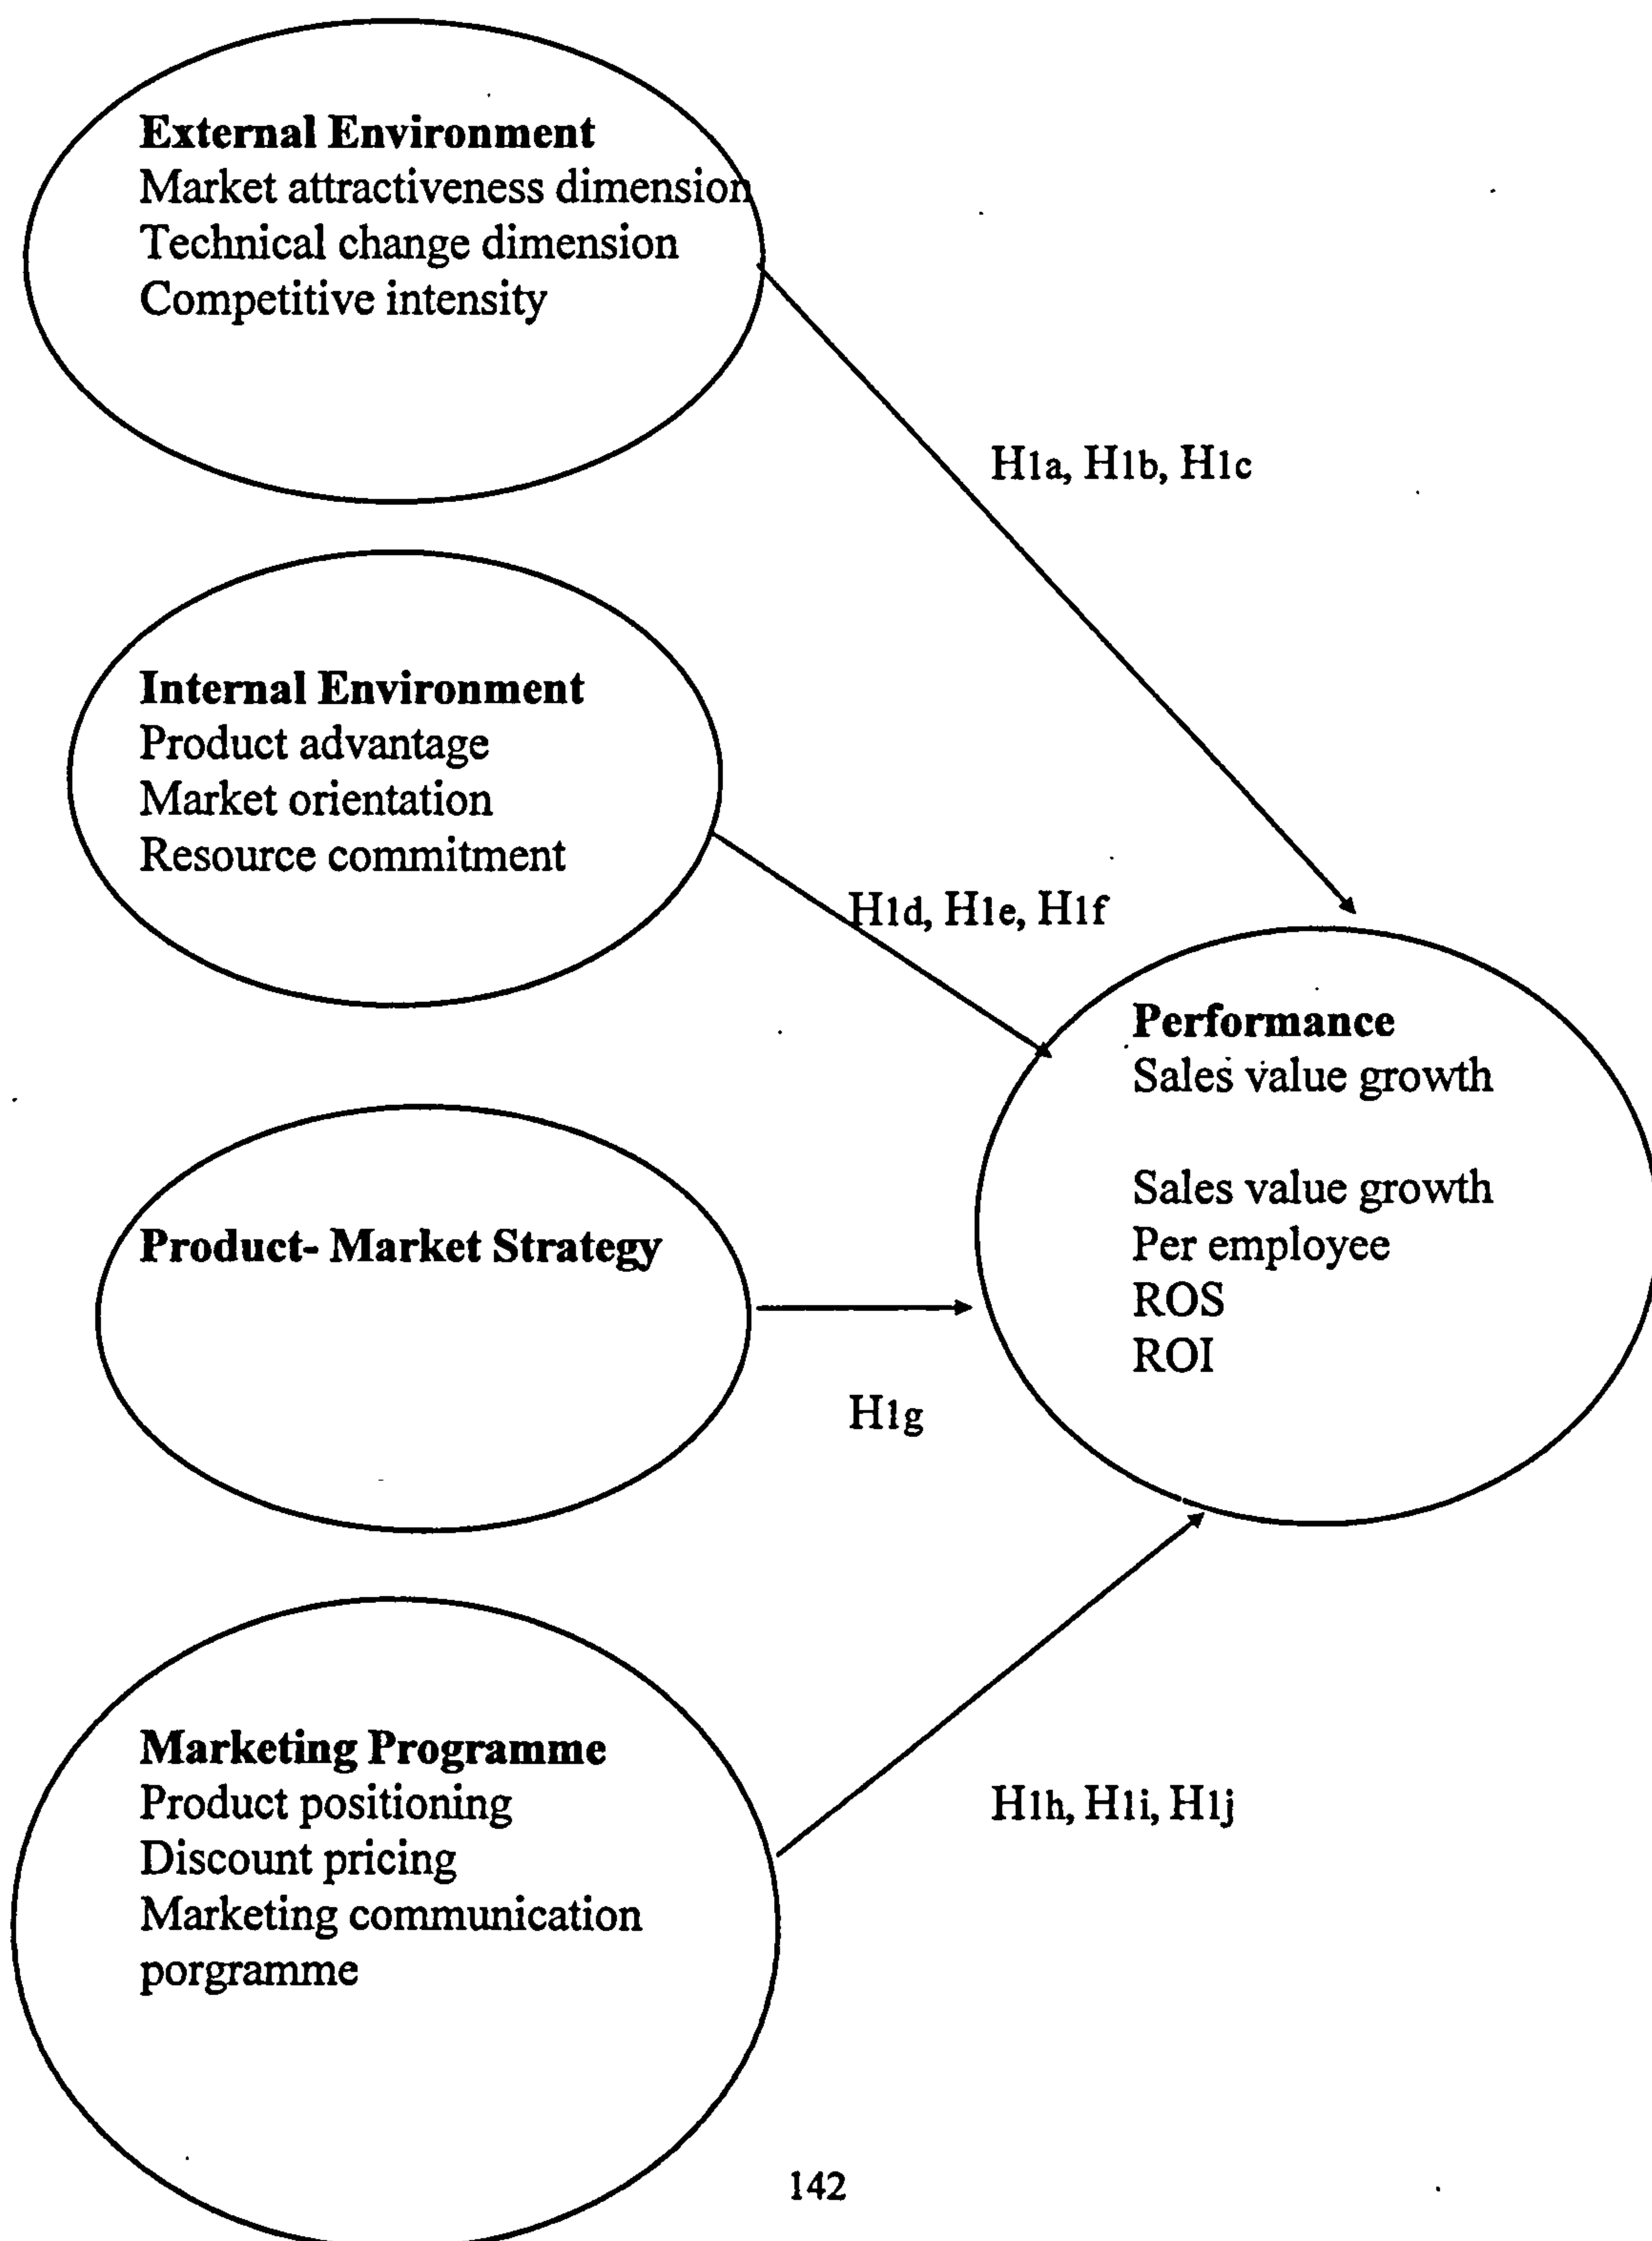 External Environment
Market attractiveness dimension
Technical change dimension
Competitive intensity
H1a, H1b, H1c
Internal Environment
Product advantage
Market orientation
Resource commitment
H1d, H1e, H1f
Performance
Sales value growth
Sales value growth
Per employee
ROS
ROI
Product- Market Strategy
H1g
Marketing Programme
Product positioning
Discount pricing
Marketing communication
porgramme
H1h, H1i, H1j
142